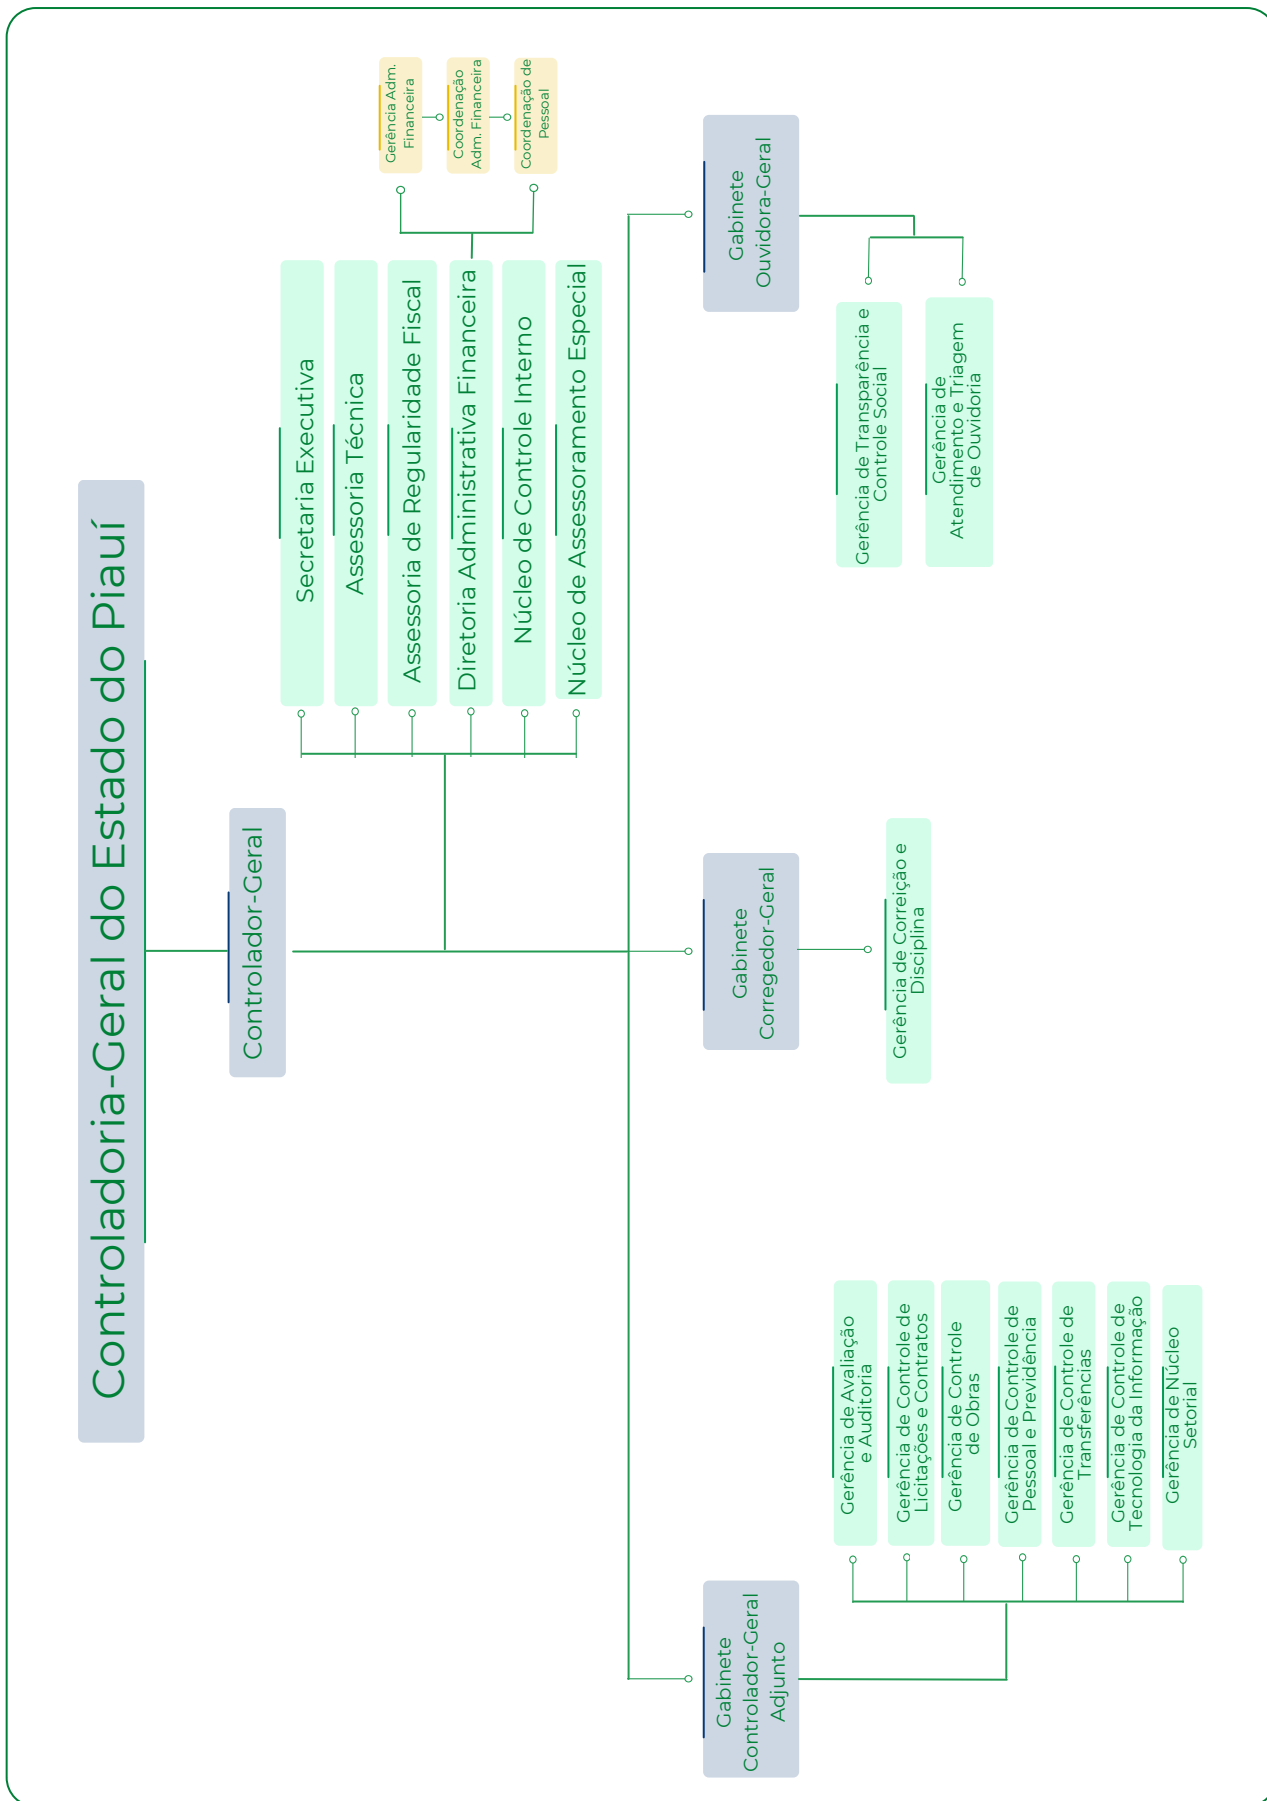 Controladoria-Geral do Estado do Piauí
Controlador-Geral
Secretaria Executiva
Assessoria Técnica
Assessoria de Regularidade Fiscal
Diretoria Administrativa Financeira
Núcleo de Controle Interno
Núcleo de Assessoramento Especial
Gerência Adm.
Financeira
Coordenação
Adm. Financeira
Coordenação de
Pessoal
Gabinete
Controlador-Geral
Adjunto
Gerência de Avaliação
e Auditoria
Gerência de Controle de
Licitações e Contratos
Gerência de Controle
de Obras
Gerência de Controle de
Pessoal e Previdência
Gerência de Controle de
Transferências
Gerência de Controle de
Tecnologia da Informação
Gerência de Núcleo
Setorial
Gabinete
Corregedor-Geral
Gerência de Correição e
Disciplina
Gabinete
Ouvidora-Geral
Gerência de Transparência e
Controle Social
Gerência de
Atendimento e Triagem
de Ouvidoria